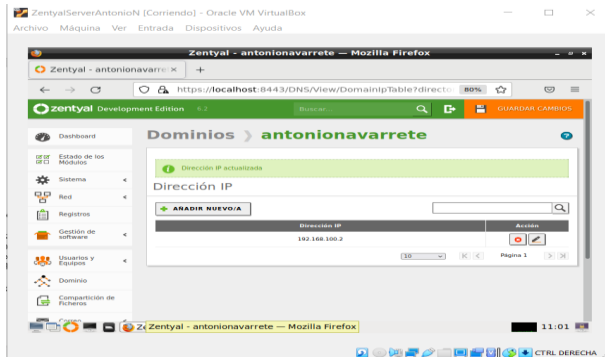 ZentyalServerAntonioN [Corriendo] - Oracle VM VirtualBox
Archivo Máquina Ver Entrada Dispositivos Ayuda
Zentyal - antonionavarrete — Mozilla Firefox
Zentyal - antonionavarre
https://localhost:8443/DNS/View/DomainIpTable?directo 80%
zentyal Development Edition 6.2 Buscar... GUARDAR CAMBIOS
Dashboard
Estado de los Módulos
Sistema
Red
Registros
Gestión de software
Usuarios y Equipos
Dominio
Compartición de Ficheros
Dominios antonionavarrete
Dirección IP actualizada
Dirección IP
AÑADIR NUEVO/A
Dirección IP Acción
192.168.100.2
10 Página 1
Zentyal - antonionavarrete — Mozilla Firefox
11:01
CTRL DERECHA